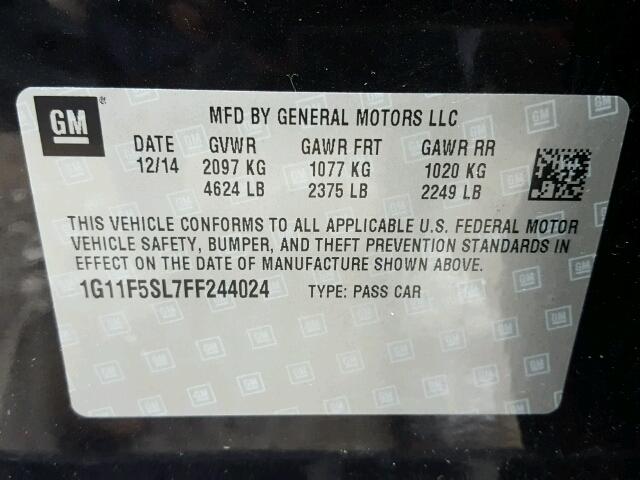 GM
MFD BY GENERAL MOTORS LLC
DATE GVWR GAWR FRT GAWR RR
12/14 2097 KG 1077 KG 1020 KG
4624 LB 2375 LB 2249 LB
THIS VEHICLE CONFORMS TO ALL APPLICABLE U.S. FEDERAL MOTOR
VEHICLE SAFETY, BUMPER, AND THEFT PREVENTION STANDARDS IN
EFFECT ON THE DATE OF MANUFACTURE SHOWN ABOVE.
1G11F5SL7FF244024 TYPE: PASS CAR